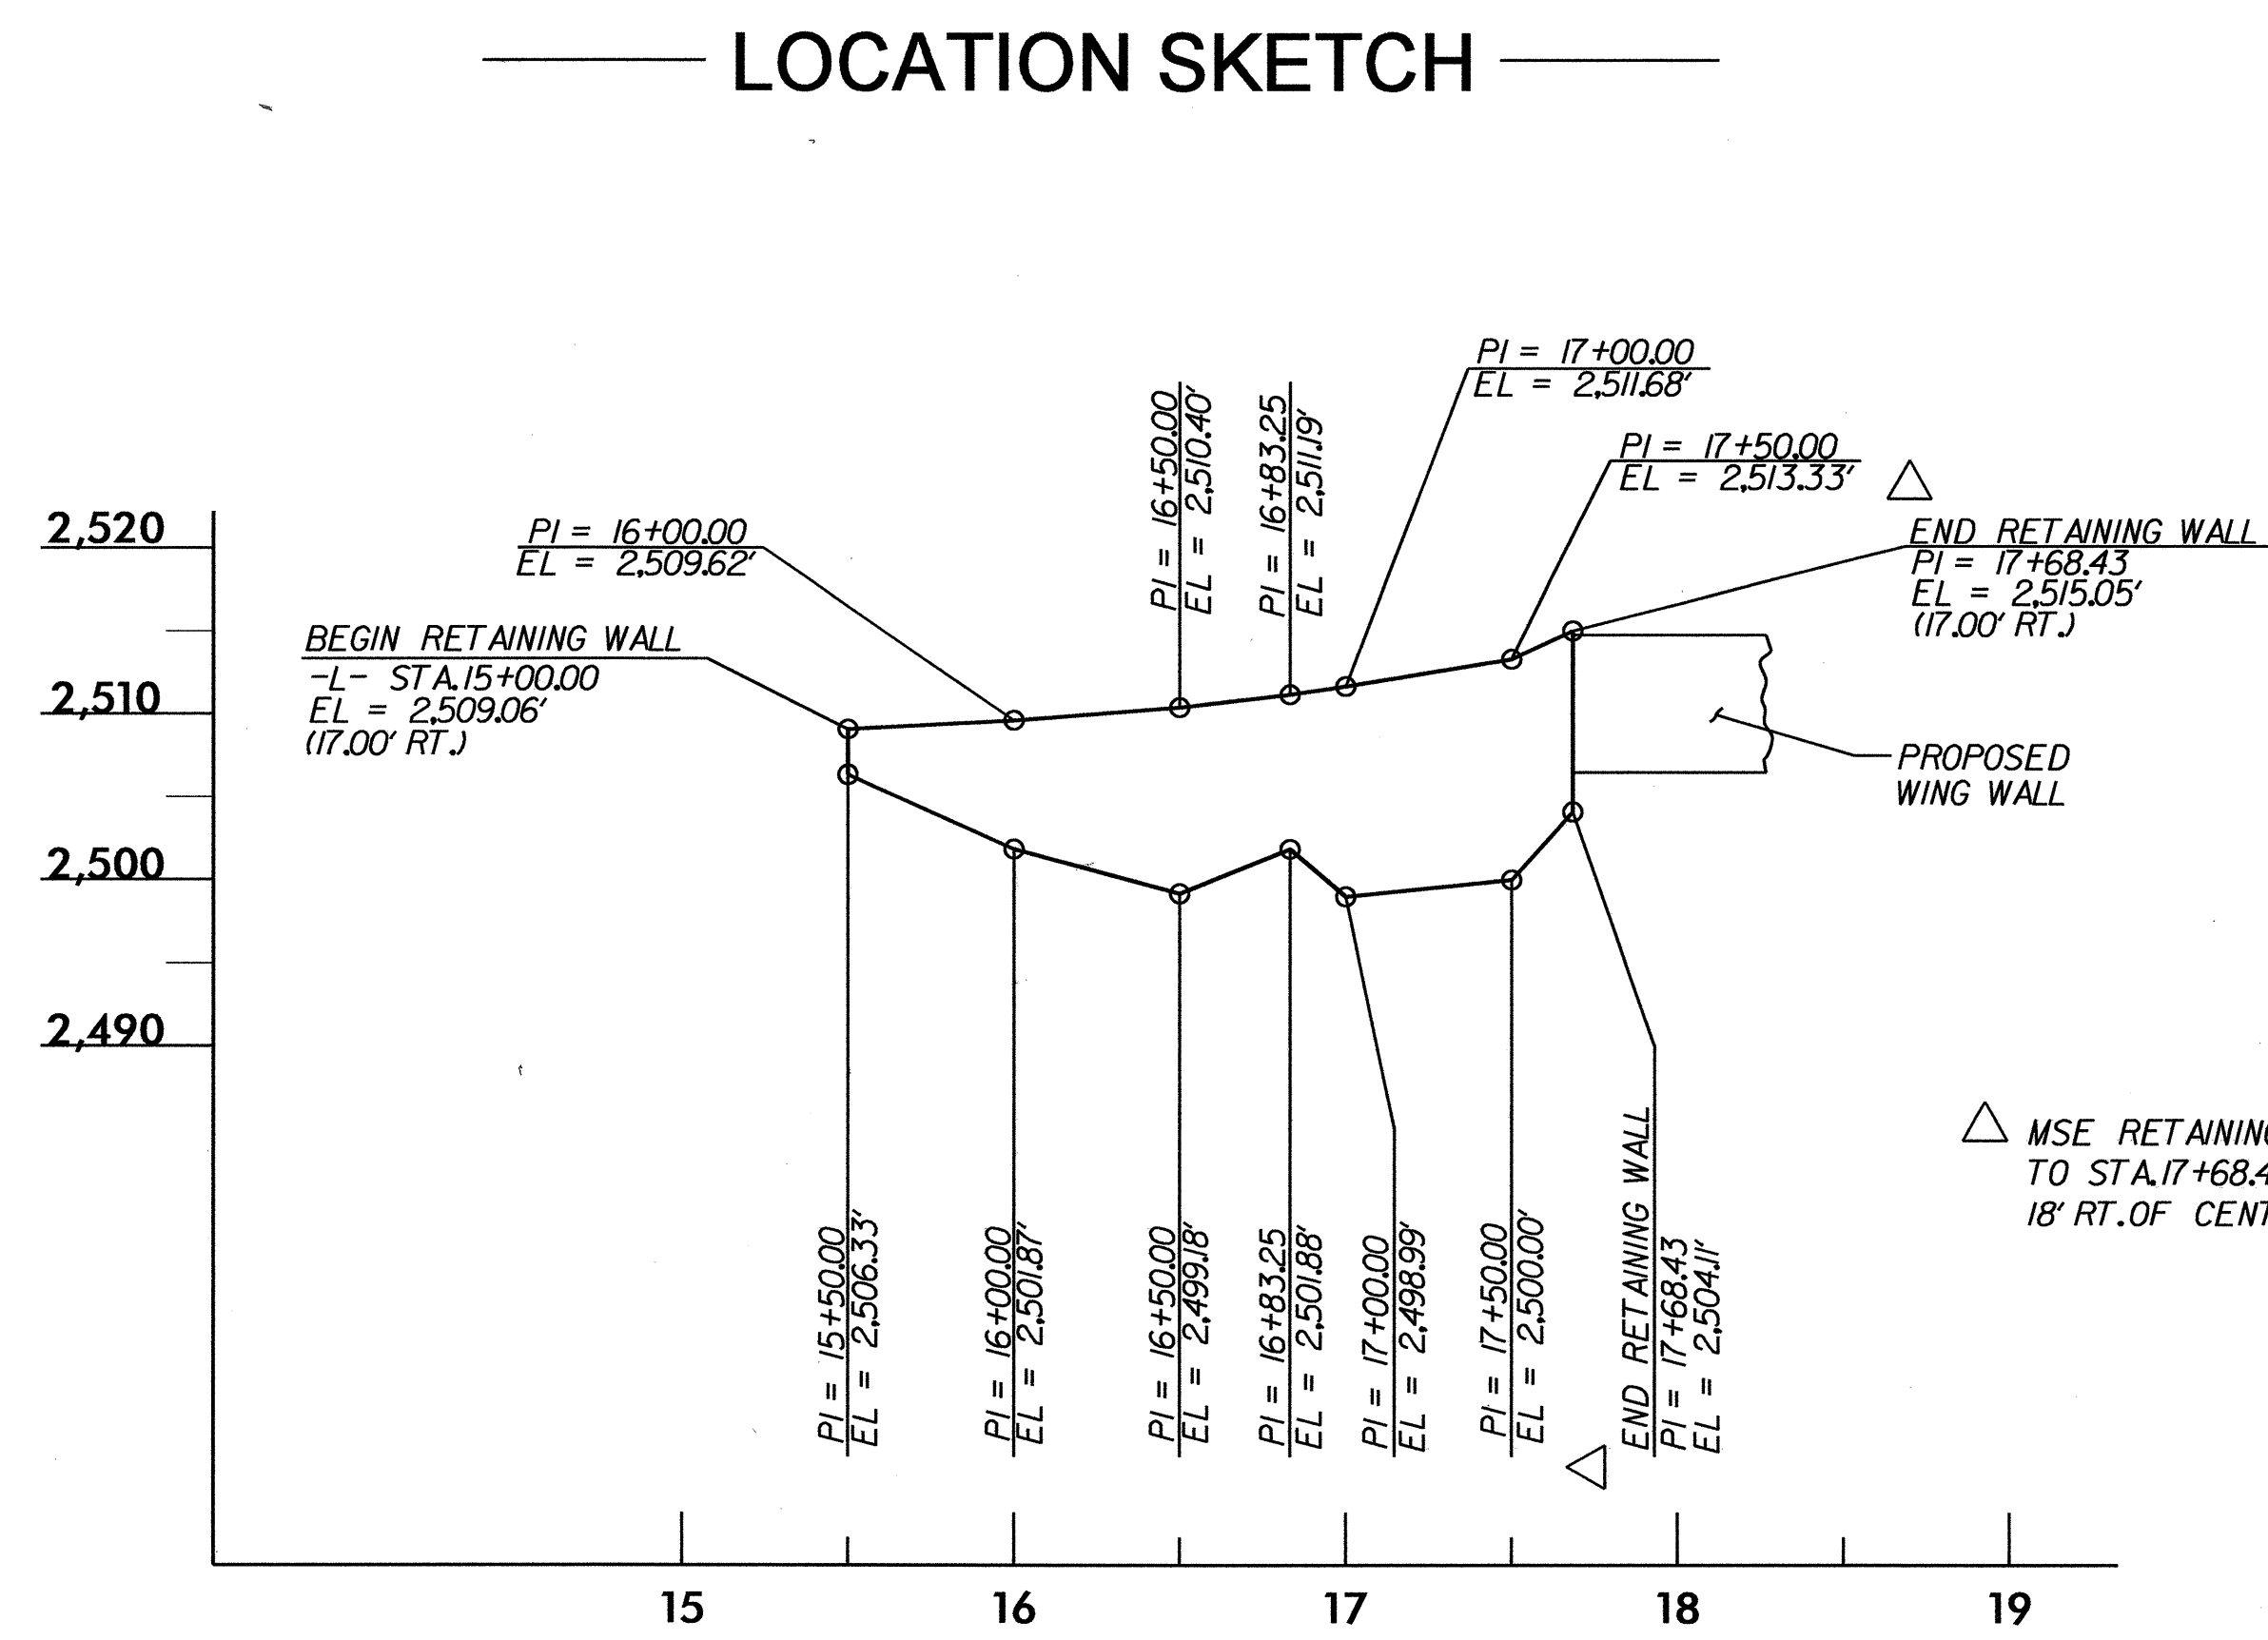 LOCATION SKETCH
PI = 17+00.00
EL = 2,511.68'
PI = 16+50.00
EL = 2,510.40'
PI = 16+83.25
EL = 2,511.19'
PI = 17+50.00
EL = 2,513.33'
2,520
PI = 16+00.00
EL = 2,509.62'
END RETAINING WALL
PI = 17+68.43
EL = 2,515.05'
(17.00' RT.)
BEGIN RETAINING WALL
-L- STA.15+00.00
EL = 2,509.06'
(17.00' RT.)
2,510
PROPOSED
WING WALL
2,500
2,490
MSE RETAINING
TO STA.17+68.4
18' RT.OF CENT
PI = 15+50.00
EL = 2,506.33'
PI = 16+00.00
EL = 2,501.87'
PI = 16+50.00
EL = 2,499.18'
PI = 16+83.25
EL = 2,501.88'
PI = 17+00.00
EL = 2,498.99'
PI = 17+50.00
EL = 2,500.00'
END RETAINING WALL
PI = 17+68.43
EL = 2,504.11'
15 16 17 18 19